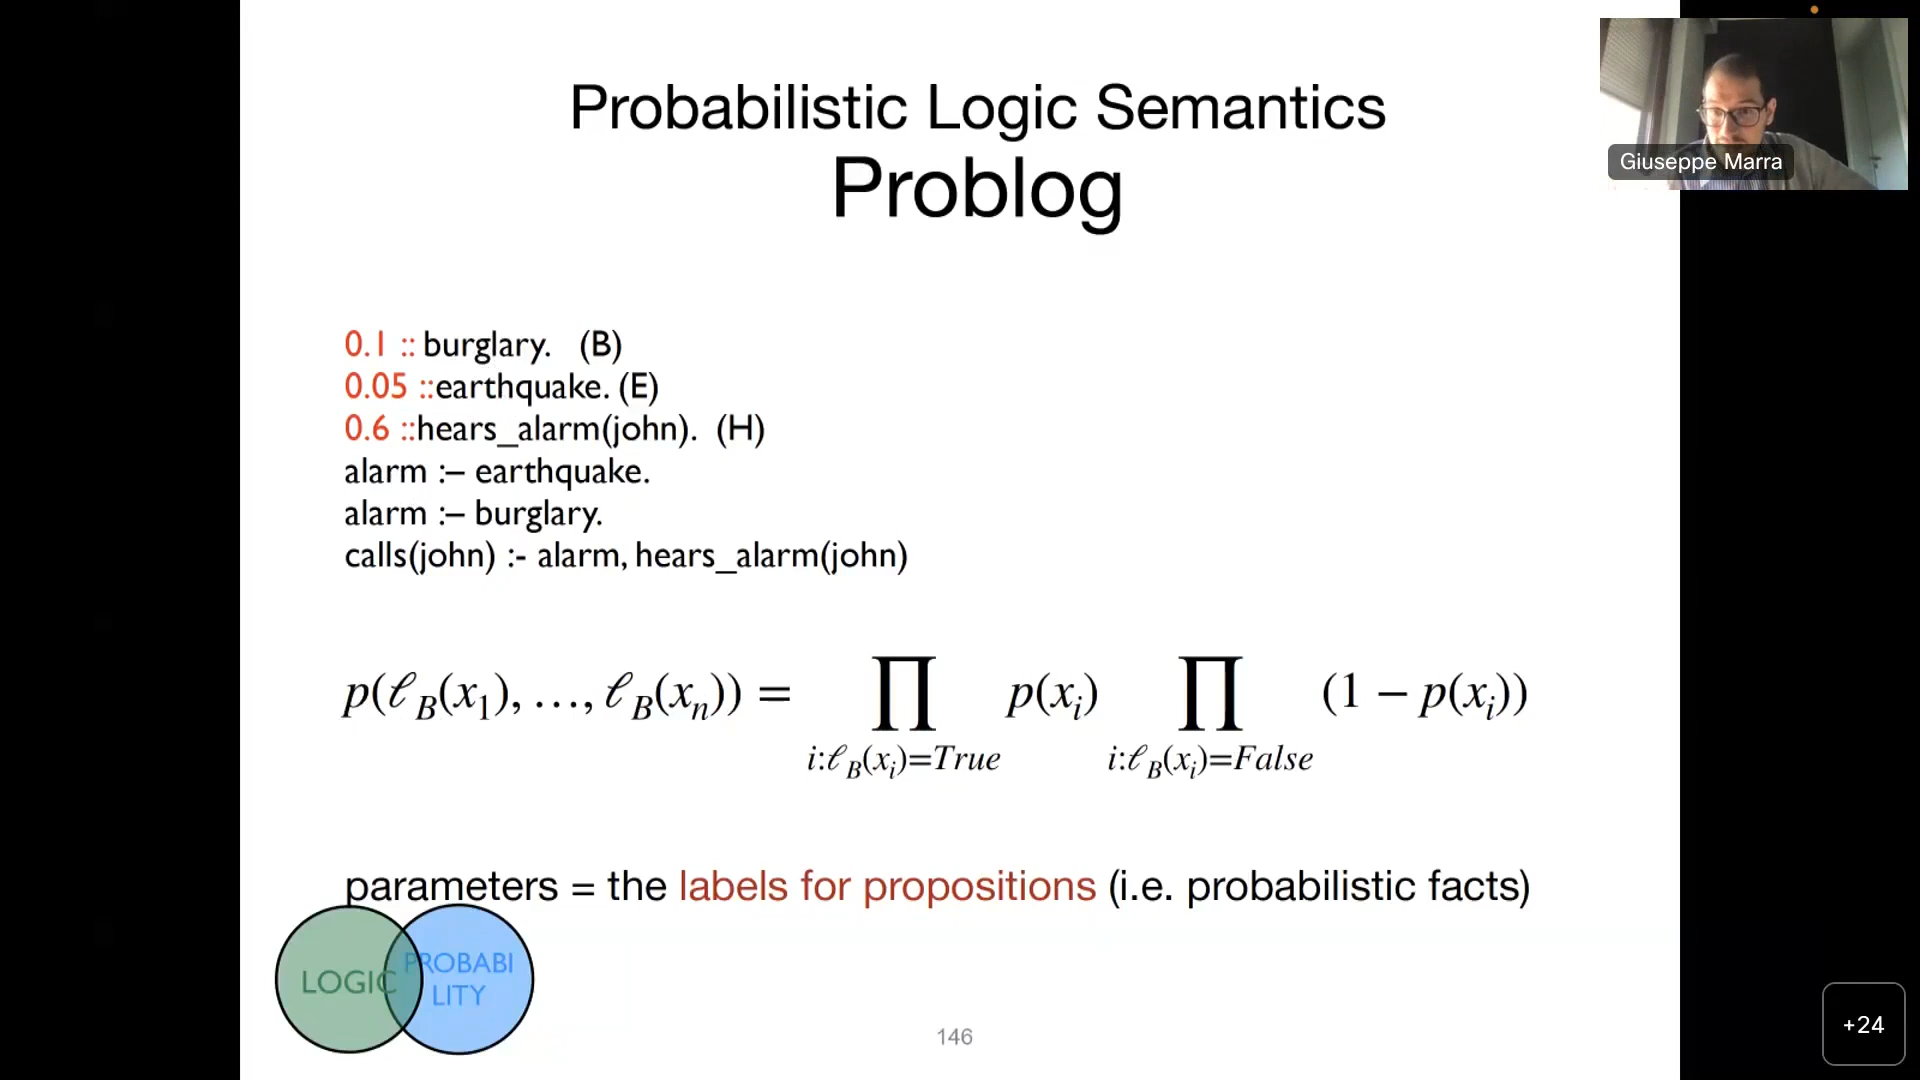 Probabilistic Logic Semantics
Problog
Giuseppe Marra
0.1 :: burglary. (B)
0.05 ::earthquake. (E)
0.6 ::hears_alarm(john). (H)
alarm :– earthquake.
alarm :– burglary.
calls(john) :- alarm, hears_alarm(john)
p(ℓ_B(x_1), …, ℓ_B(x_n)) = ∏_{i:ℓ_B(x_i)=True} p(x_i) ∏_{i:ℓ_B(x_i)=False} (1 − p(x_i))
parameters = the labels for propositions (i.e. probabilistic facts)
LOGIC
PROBABI
LITY
146
+24